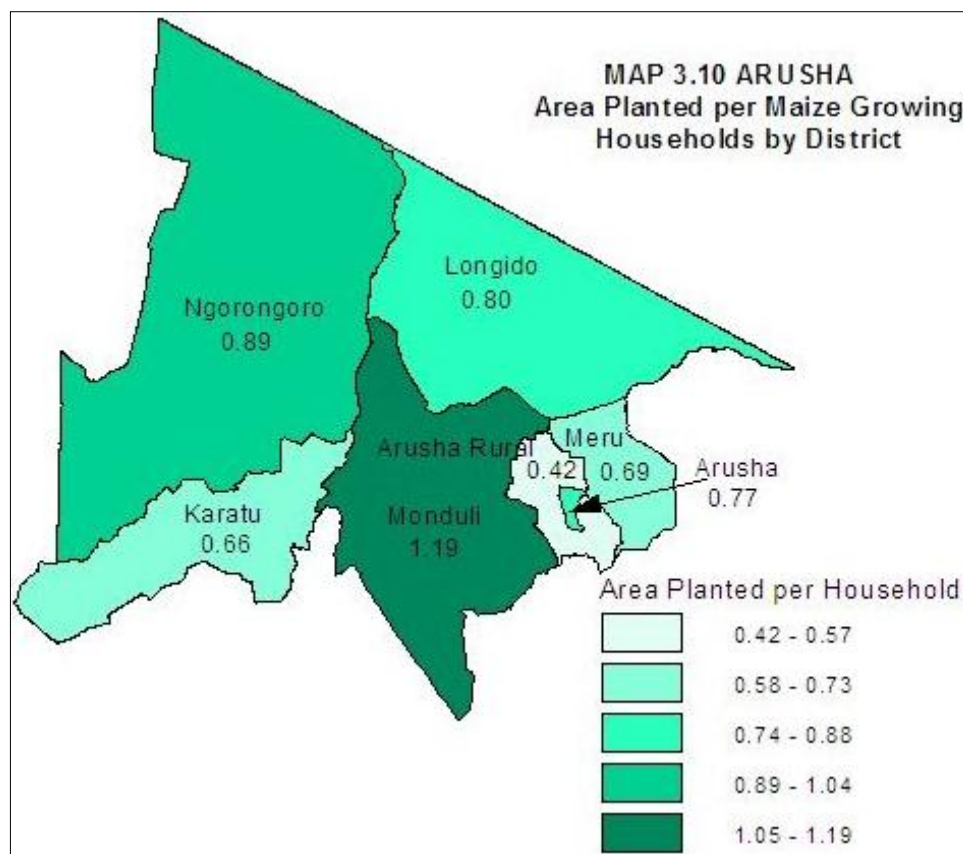 MAP 3.10 ARUSHA
Area Planted per Maize Growing
Households by District
Longido
0.80
Ngorongoro
0.89
Arusha Rural
0.42
Meru
0.69
Arusha
0.77
Karatu
0.66
Monduli
1.19
Area Planted per Household
0.42 - 0.57
0.58 - 0.73
0.74 - 0.88
0.89 - 1.04
1.05 - 1.19